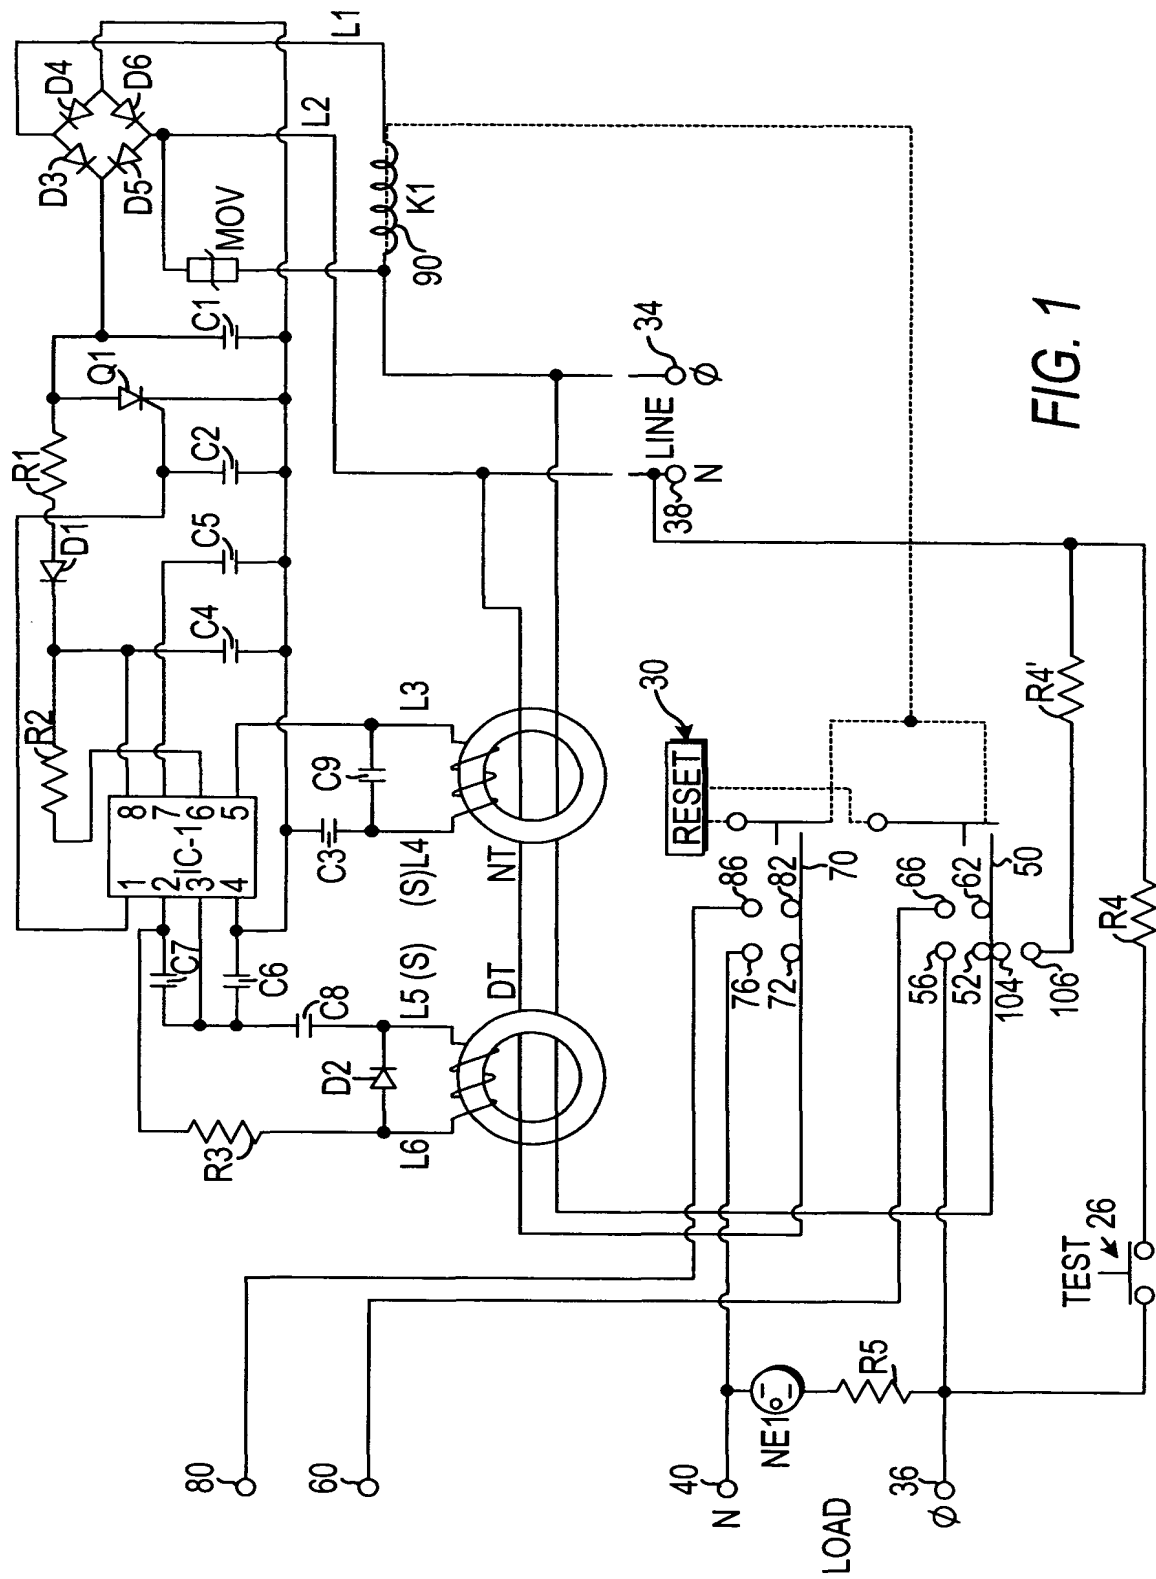 L1
D4
D6
D3
D5
L2
MOV
C1
Q1
K1
90'
R1
C2
34
Φ
LINE
N
38
FIG. 1
D1
C5
C4
R2
L3
8
7
6
5
IC-1
1
2
3
4
C9
C3
(S)L4
NT
30
RESET
R4'
C7
C6
C8
L5 (S)
DT
D2
R3
L6
86
82
70
66
62
50
76
72
56
52
104
106
R4
TEST
26
80
60
40
N
NE1
R5
LOAD
36
Φ